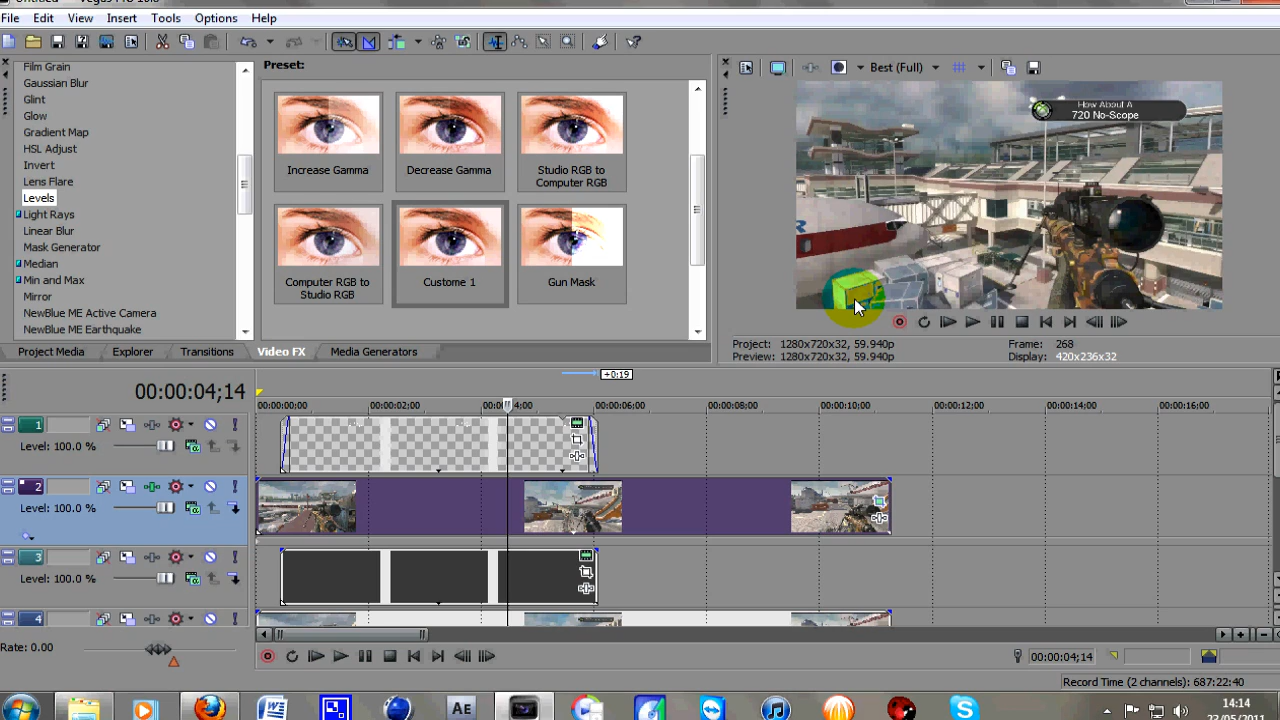 File Edit View Insert Tools Options Help
Film Grain
Gaussian Blur
Glint
Glow
Gradient Map
HSL Adjust
Invert
Lens Flare
Levels
Light Rays
Linear Blur
Mask Generator
Median
Min and Max
Mirror
NewBlue ME Active Camera
NewBlue ME Earthquake
Preset:
Increase Gamma
Decrease Gamma
Studio RGB to
Computer RGB
Computer RGB to
Studio RGB
Custome 1
Gun Mask
Project Media Explorer Transitions Video FX Media Generators
Best (Full)
How About A
720 No-Scope
Project: 1280x720x32, 59.940p
Preview: 1280x720x32, 59.940p
Frame: 268
Display: 420x236x32
00:00:04;14
+0:19
00:00:00;00 00:00:02;00 00:00:04;00 00:00:06;00 00:00:08;00 00:00:10;00 00:00:12;00 00:00:14;00 00:00:16;00
1
Level: 100.0 %
2
Level: 100.0 %
3
Level: 100.0 %
4
Rate: 0.00
00:00:04;14
Record Time (2 channels): 687:22:40
AE
14:14
22/05/2011